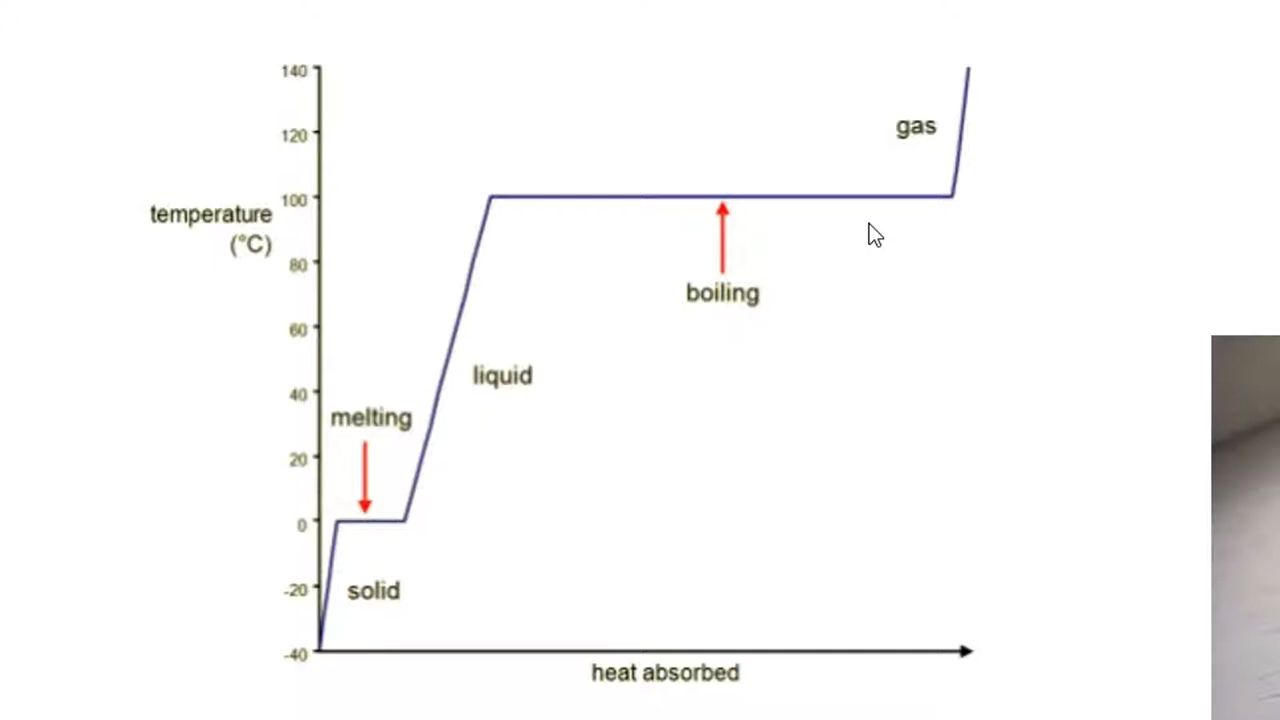 140
120
gas
100
temperature
(°C)
80
boiling
60
liquid
40
melting
20
0
-20
solid
-40
heat absorbed